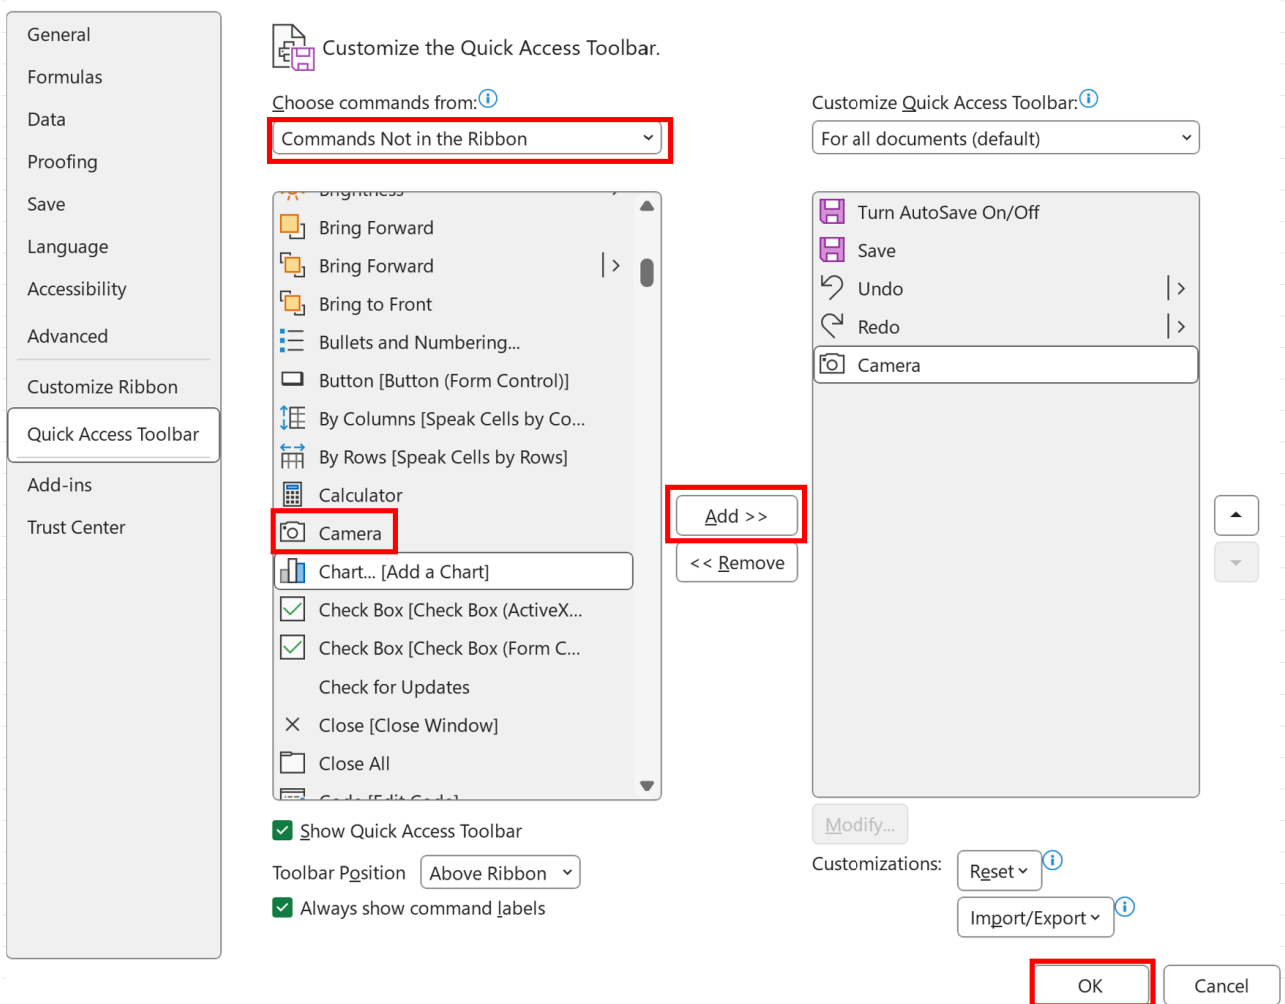 General
Formulas
Data
Proofing
Save
Language
Accessibility
Advanced
Customize Ribbon
Quick Access Toolbar
Add-ins
Trust Center
Customize the Quick Access Toolbar.
Choose commands from:
Commands Not in the Ribbon
Brightness
Bring Forward
Bring Forward
Bring to Front
Bullets and Numbering...
Button [Button (Form Control)]
By Columns [Speak Cells by Co...
By Rows [Speak Cells by Rows]
Calculator
Camera
Chart... [Add a Chart]
Check Box [Check Box (ActiveX...
Check Box [Check Box (Form C...
Check for Updates
Close [Close Window]
Close All
Code [Edit Code]
Show Quick Access Toolbar
Toolbar Position Above Ribbon
Always show command labels
Add >>
<< Remove
Customize Quick Access Toolbar:
For all documents (default)
Turn AutoSave On/Off
Save
Undo
Redo
Camera
Modify...
Customizations: Reset
Import/Export
OK Cancel